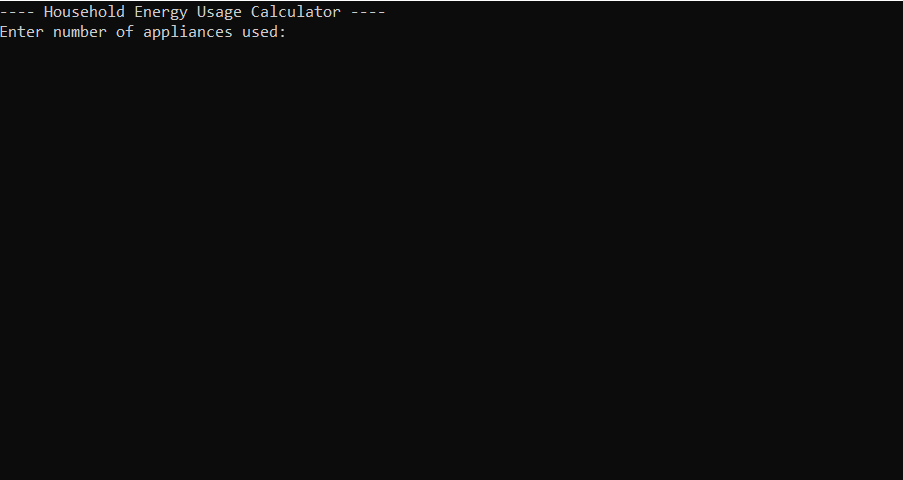 ---- Household Energy Usage Calculator ----
Enter number of appliances used: